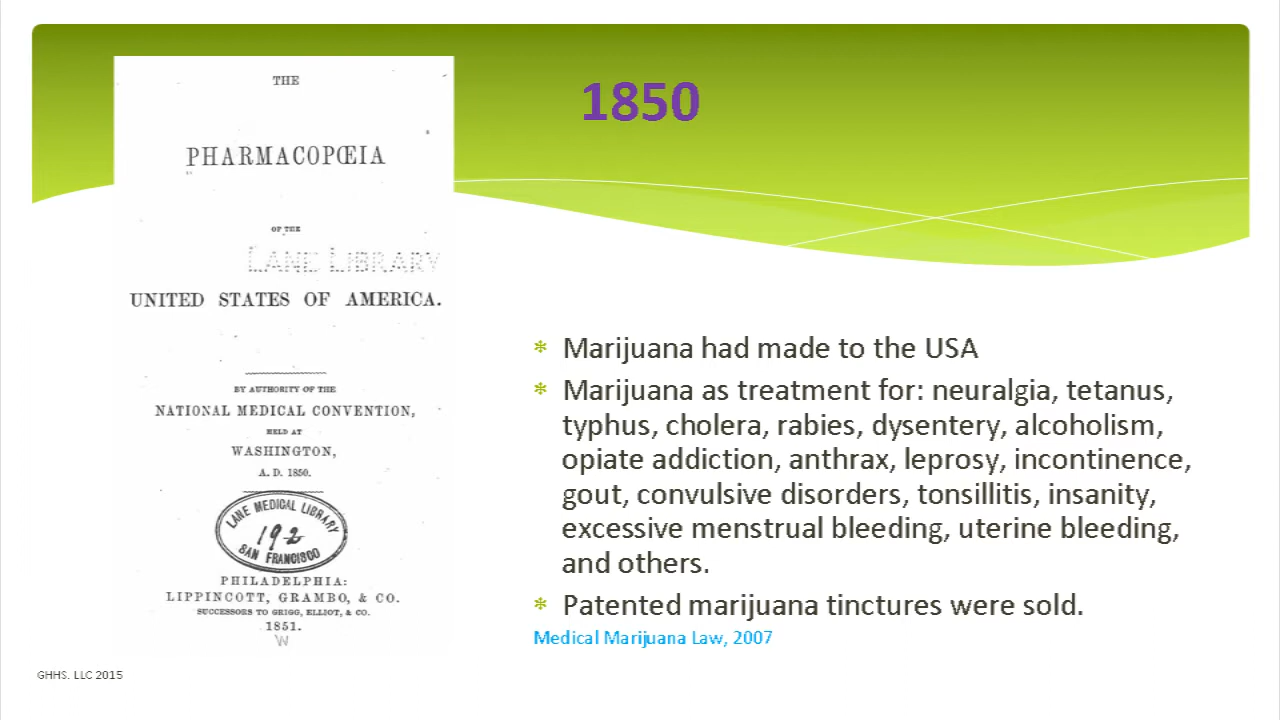 1850
THE
PHARMACOPŒIA
OF THE
LANE LIBRARY
UNITED STATES OF AMERICA.
BY AUTHORITY OF THE
NATIONAL MEDICAL CONVENTION,
HELD AT
WASHINGTON,
A. D. 1850.
LANE MEDICAL LIBRARY
192
SAN FRANCISCO
PHILADELPHIA:
LIPPINCOTT, GRAMBO, & CO.
SUCCESSORS TO GRIGG, ELLIOT, & CO.
1851.
W
* Marijuana had made to the USA
* Marijuana as treatment for: neuralgia, tetanus,
typhus, cholera, rabies, dysentery, alcoholism,
opiate addiction, anthrax, leprosy, incontinence,
gout, convulsive disorders, tonsillitis, insanity,
excessive menstrual bleeding, uterine bleeding,
and others.
* Patented marijuana tinctures were sold.
Medical Marijuana Law, 2007
GHHS. LLC 2015